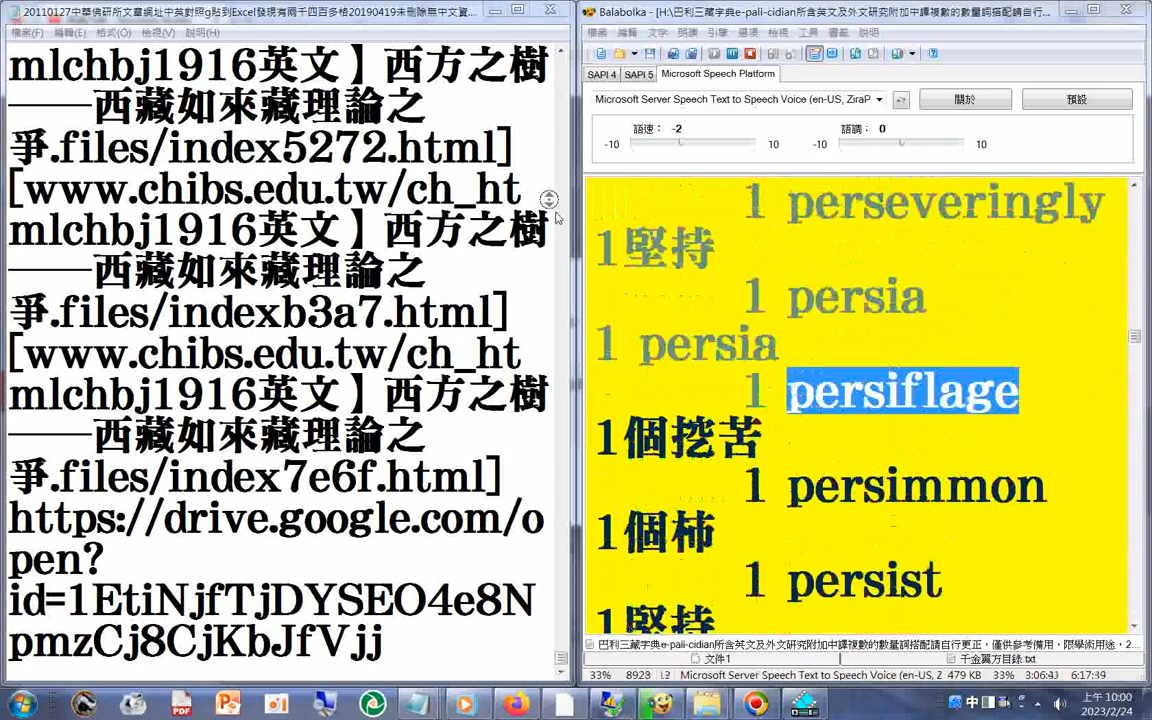 20110127中華佛研所文章網址中英對照g貼到Excel發現有兩千四百多格20190419未刪除無中文資...
檔案(F) 編輯(E) 格式(O) 檢視(V) 說明(H)
mlchbj1916英文】西方之樹
——西藏如來藏理論之
爭.files/index5272.html]
[www.chibs.edu.tw/ch_ht
mlchbj1916英文】西方之樹
——西藏如來藏理論之
爭.files/indexb3a7.html]
[www.chibs.edu.tw/ch_ht
mlchbj1916英文】西方之樹
——西藏如來藏理論之
爭.files/index7e6f.html]
https://drive.google.com/o
pen?
id=1EtiNjfTjDYSEO4e8N
pmzCj8CjKbJfVjj
Balabolka - [H:\巴利三藏字典e-pali-cidian所含英文及外文研究附加中譯複數的數量詞搭配請自行...
檔案 編輯 文字 朗讀 引擎 選項 檢視 工具 書籤 說明
SAPI 4 SAPI 5 Microsoft Speech Platform
Microsoft Server Speech Text to Speech Voice (en-US, ZiraP
關於 預設
語速： -2 語調： 0
-10 10 -10 10
1 perseveringly
1堅持
1 persia
1 persia
1 persiflage
1個挖苦
1 persimmon
1個柿
1 persist
1堅持
巴利三藏字典e-pali-cidian所含英文及外文研究附加中譯複數的數量詞搭配請自行更正，僅供參考備用，限學術用途，2...
文件1 千金翼方目錄.txt
33% 8928 Microsoft Server Speech Text to Speech Voice (en-US, Z 479 KB 33% 3:06:43 6:17:39
中
上午 10:00
2023/2/24